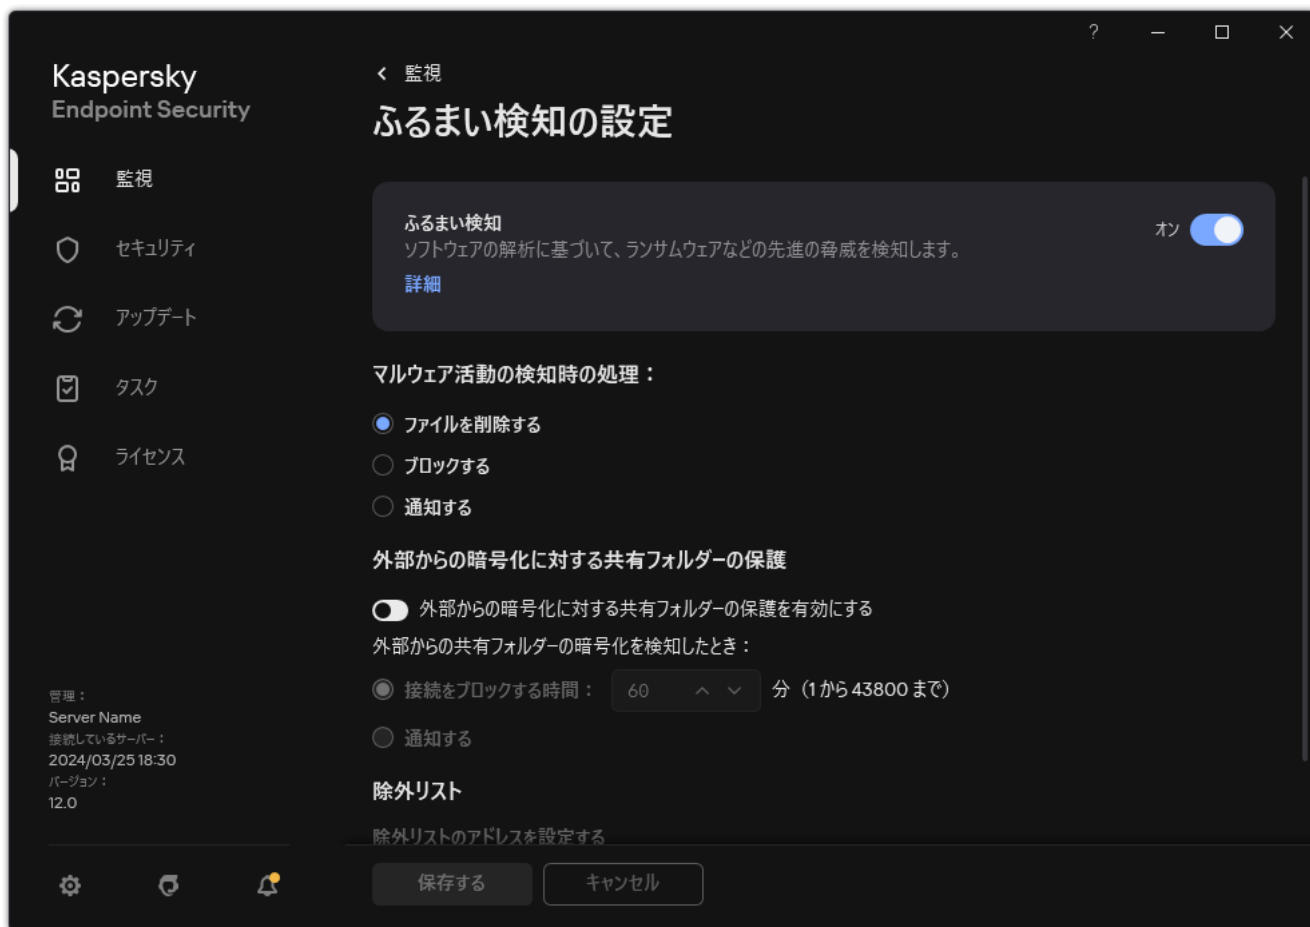 ?
Kaspersky
Endpoint Security
監視
セキュリティ
アップデート
タスク
ライセンス
管理：
Server Name
接続しているサーバー：
2024/03/25 18:30
バージョン：
12.0
監視
ふるまい検知の設定
ふるまい検知
オン
ソフトウェアの解析に基づいて、ランサムウェアなどの先進の脅威を検知します。
詳細
マルウェア活動の検知時の処理：
ファイルを削除する
ブロックする
通知する
外部からの暗号化に対する共有フォルダーの保護
外部からの暗号化に対する共有フォルダーの保護を有効にする
外部からの共有フォルダーの暗号化を検知したとき：
接続をブロックする時間： 60 分（1から 43800 まで）
通知する
除外リスト
除外リストのアドレスを設定する
保存する キャンセル